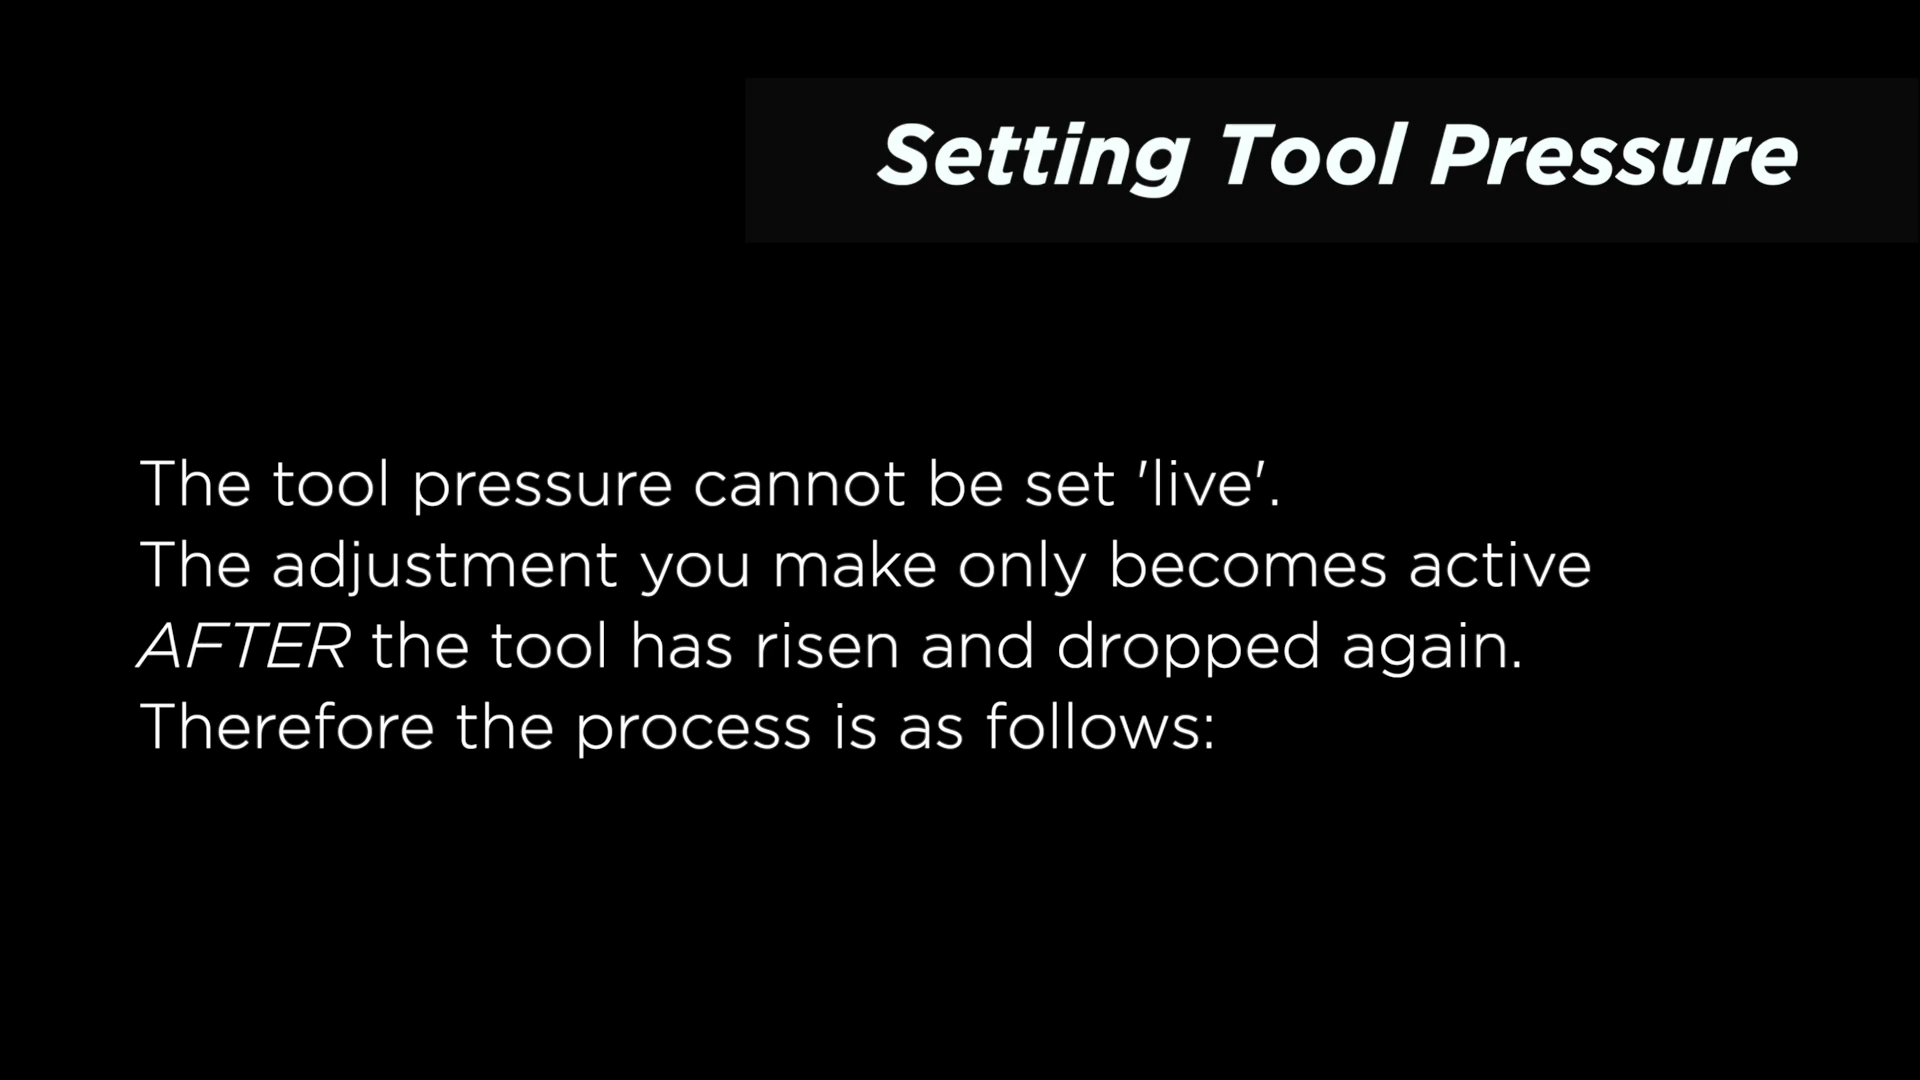 Setting Tool Pressure
The tool pressure cannot be set 'live'.
The adjustment you make only becomes active
AFTER the tool has risen and dropped again.
Therefore the process is as follows: